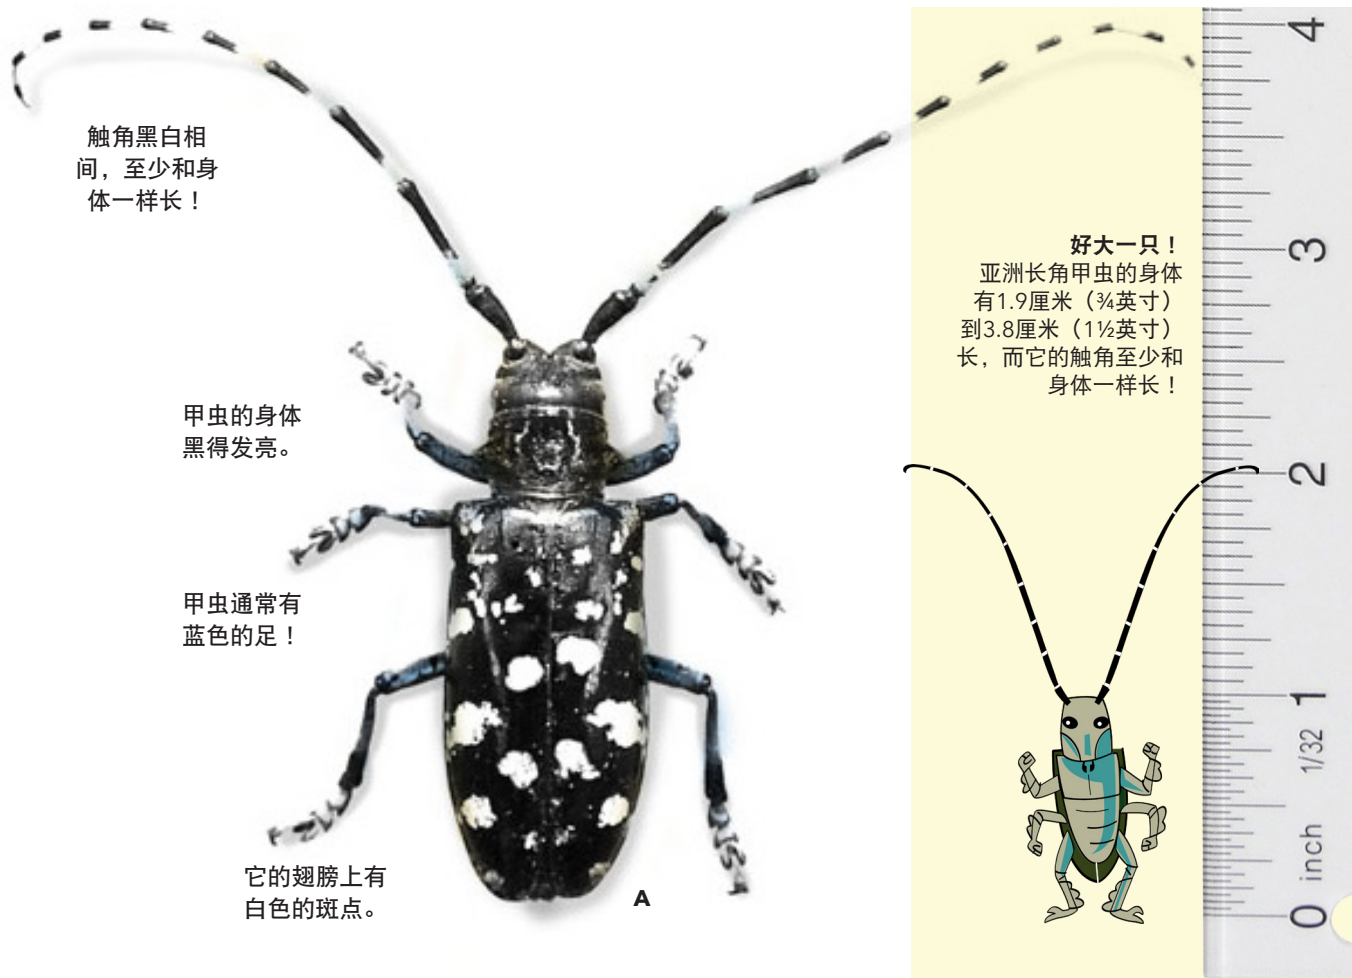 触角黑白相
间，至少和身
体一样长！
甲虫的身体
黑得发亮。
甲虫通常有
蓝色的足！
它的翅膀上有
白色的斑点。
A
好大一只！
亚洲长角甲虫的身体
有1.9厘米（¾英寸）
到3.8厘米（1½英寸）
长，而它的触角至少和
身体一样长！
4
3
2
1
1/32
inch
0